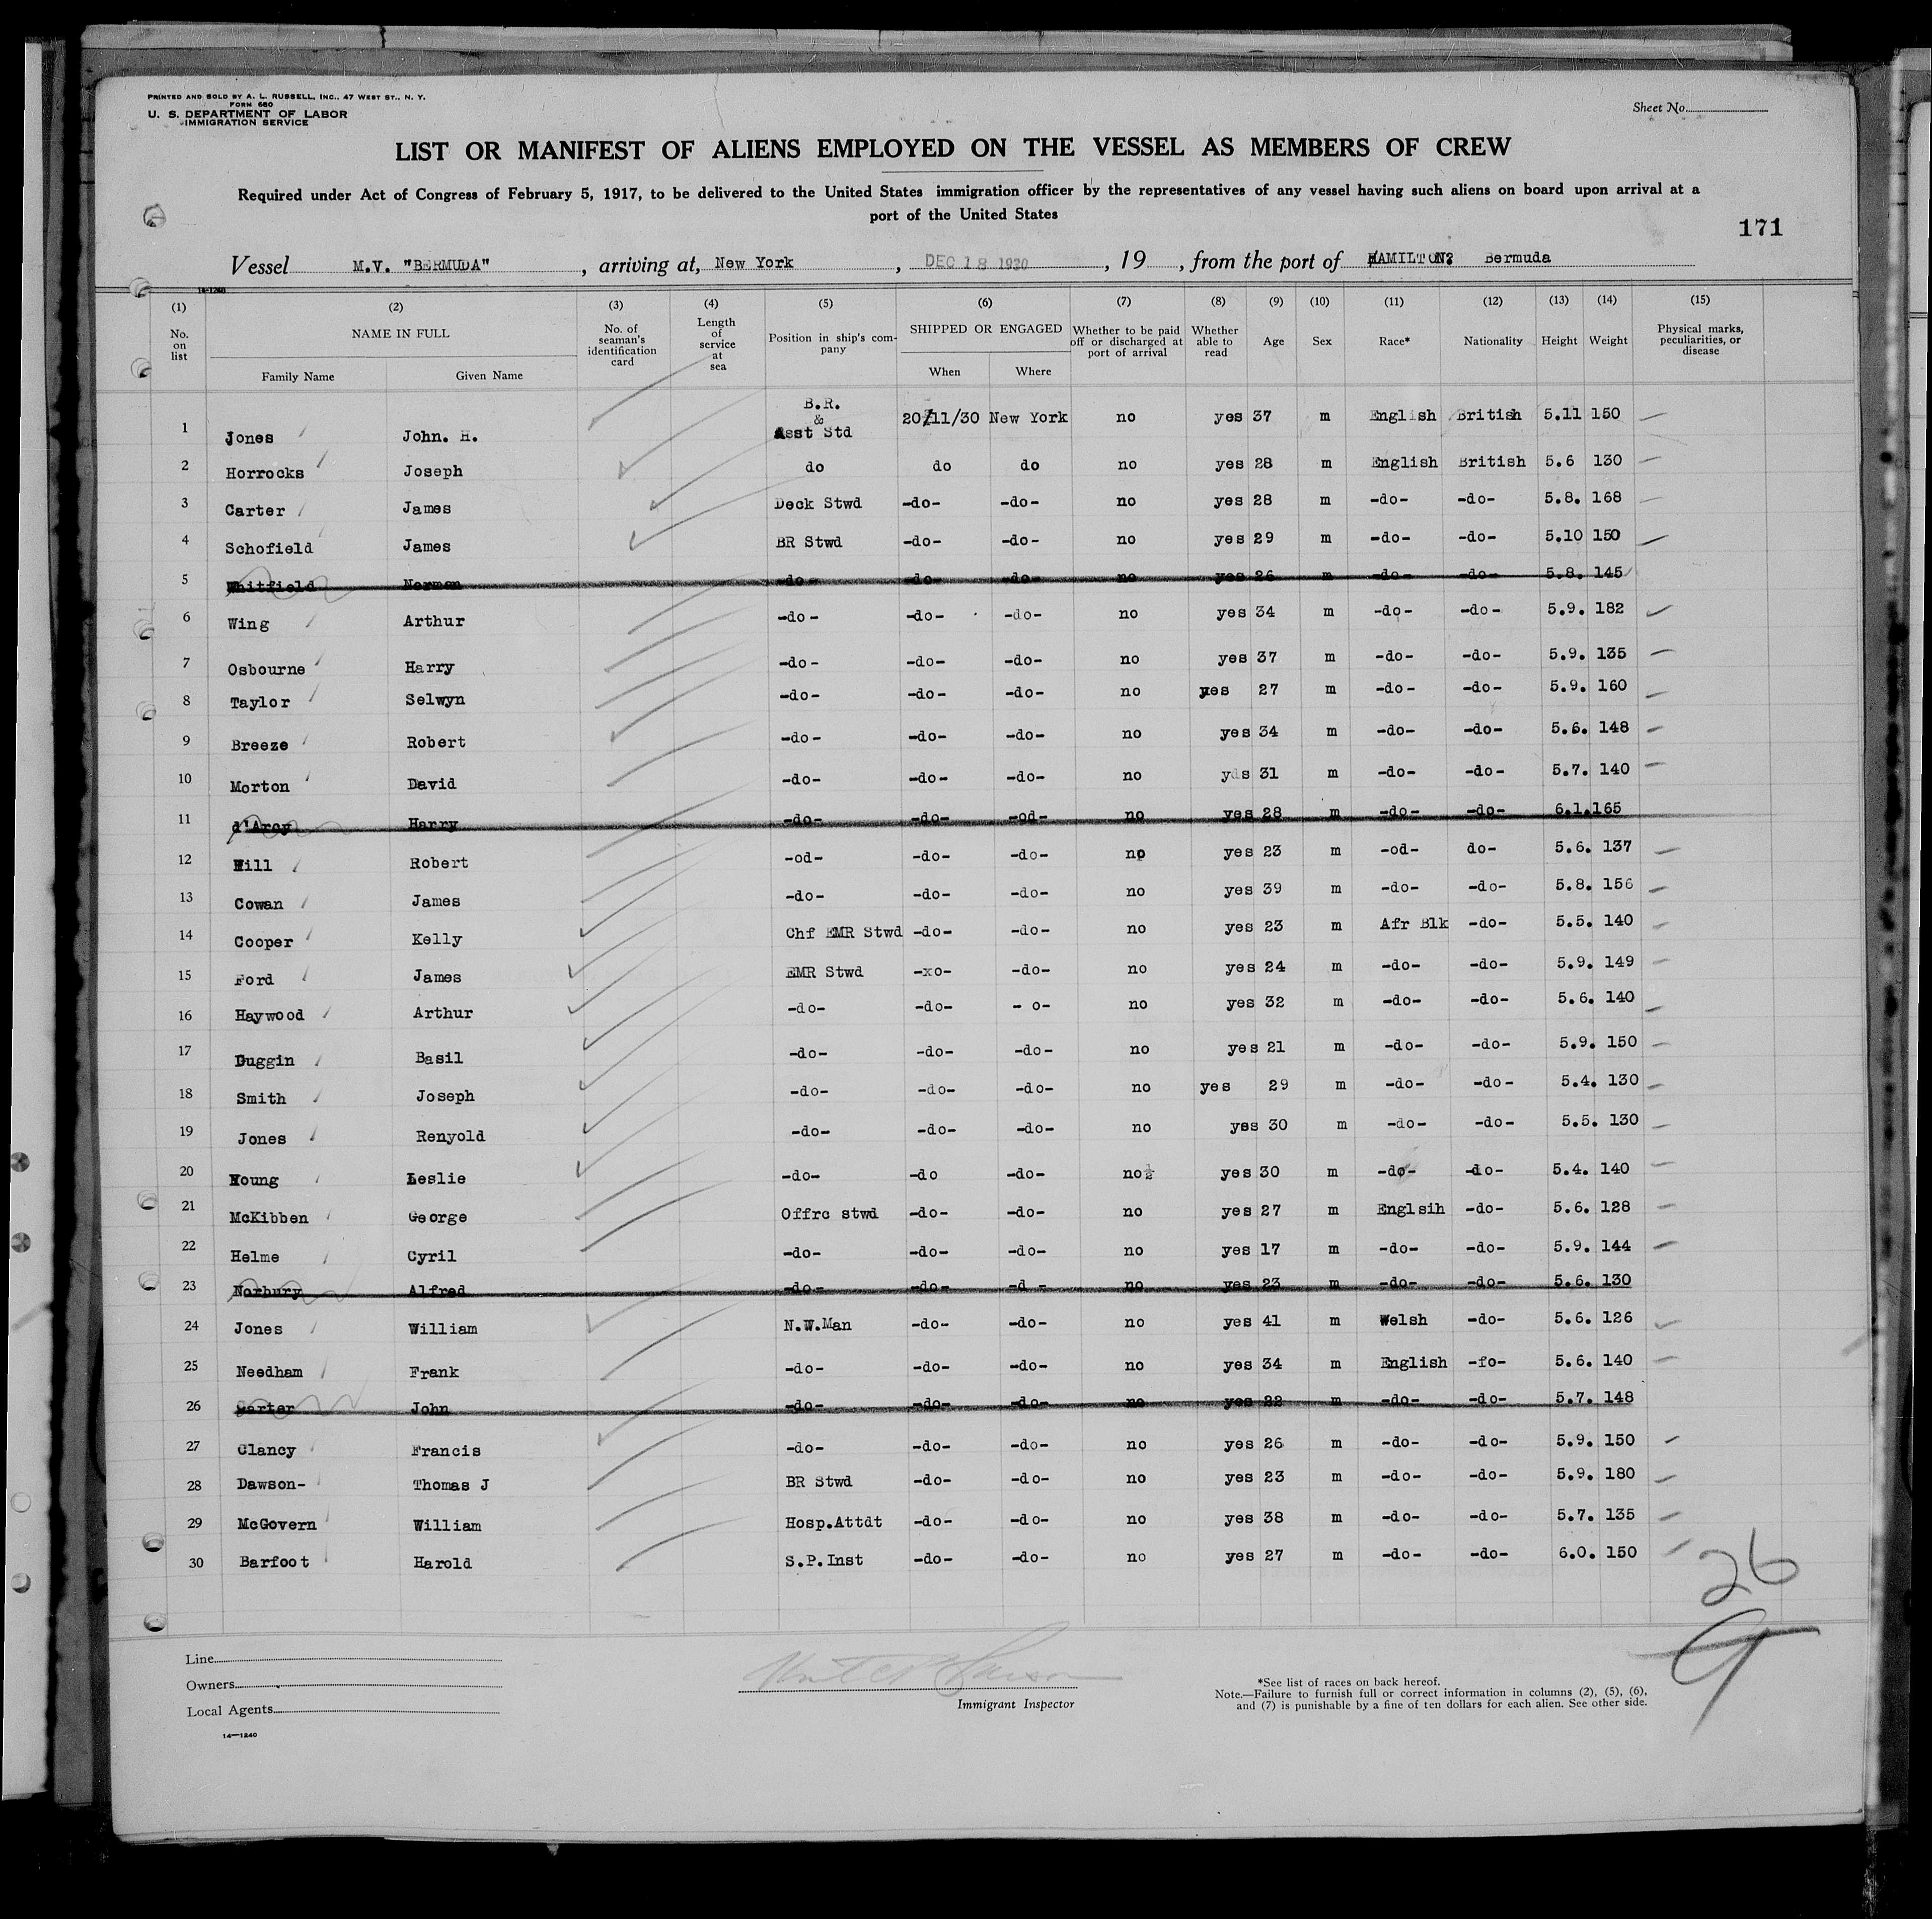 PRINTED AND SOLD BY A. L. RUSSELL, INC., 47 WEST ST., N. Y.
FORM 680
U. S. DEPARTMENT OF LABOR
IMMIGRATION SERVICE
Sheet No.
LIST OR MANIFEST OF ALIENS EMPLOYED ON THE VESSEL AS MEMBERS OF CREW
Required under Act of Congress of February 5, 1917, to be delivered to the United States immigration officer by the representatives of any vessel having such aliens on board upon arrival at a
port of the United States
171
Vessel M.V. "BERMUDA" , arriving at, New York , DEC 18 1930 , 19 , from the port of HAMILTON? Bermuda
14-1240
(1) (2) (3) (4) (5) (6) (7) (8) (9) (10) (11) (12) (13) (14) (15)
No. on list NAME IN FULL Family Name Given Name No. of seaman's identification card Length of service at sea Position in ship's company SHIPPED OR ENGAGED When Where Whether to be paid off or discharged at port of arrival Whether able to read Age Sex Race* Nationality Height Weight Physical marks, peculiarities, or disease
1 Jones John. H. B.R. & Asst Std 20/11/30 New York no yes 37 m English British 5.11 150
2 Horrocks Joseph do do do no yes 28 m English British 5.6 130
3 Carter James Deck Stwd -do- -do- no yes 28 m -do- -do- 5.8. 168
4 Schofield James BR Stwd -do- -do- no yes 29 m -do- -do- 5.10 150
5 Whitfield Norman -do- -do- -do- no yes 26 m -do- -do- 5.8. 145
6 Wing Arthur -do- -do- -do- no yes 34 m -do- -do- 5.9. 182
7 Osbourne Harry -do- -do- -do- no yes 37 m -do- -do- 5.9. 135
8 Taylor Selwyn -do- -do- -do- no yes 27 m -do- -do- 5.9. 160
9 Breeze Robert -do- -do- -do- no yes 34 m -do- -do- 5.6. 148
10 Morton David -do- -do- -do- no yds 31 m -do- -do- 5.7. 140
11 d'Arcy Harry -do- -do- -od- no yes 28 m -do- -do- 6.1. 165
12 Hill Robert -od- -do- -do- no yes 23 m -od- do- 5.6. 137
13 Cowan James -do- -do- -do- no yes 39 m -do- -do- 5.8. 156
14 Cooper Kelly Chf EMR Stwd -do- -do- no yes 23 m Afr Blk -do- 5.5. 140
15 Ford James EMR Stwd -xo- -do- no yes 24 m -do- -do- 5.9. 149
16 Haywood Arthur -do- -do- - o- no yes 32 m -do- -do- 5.6. 140
17 Duggin Basil -do- -do- -do- no yes 21 m -do- -do- 5.9. 150
18 Smith Joseph -do- -do- -do- no yes 29 m -do- -do- 5.4. 130
19 Jones Renyold -do- -do- -do- no yes 30 m -do- -do- 5.5. 130
20 Young Leslie -do- -do -do- no½ yes 30 m -do- -do- 5.4. 140
21 McKibben George Offrc stwd -do- -do- no yes 27 m Englsih -do- 5.6. 128
22 Helme Cyril -do- -do- -do- no yes 17 m -do- -do- 5.9. 144
23 Norbury Alfred -do- -do- -d - no yes 23 m -do- -do- 5.6. 130
24 Jones William N.W.Man -do- -do- no yes 41 m Welsh -do- 5.6. 126
25 Needham Frank -do- -do- -do- no yes 34 m English -fo- 5.6. 140
26 John -do- -do- -do- no yes 22 m -do- -do- 5.7. 148
27 Clancy Francis -do- -do- -do- no yes 26 m -do- -do- 5.9. 150
28 Dawson- Thomas J BR Stwd -do- -do- no yes 23 m -do- -do- 5.9. 180
29 McGovern William Hosp.Attdt -do- -do- no yes 38 m -do- -do- 5.7. 135
30 Barfoot Harold S.P.Inst -do- -do- no yes 27 m -do- -do- 6.0. 150
26
Line
Owners
Local Agents
14—1240
Immigrant Inspector
*See list of races on back hereof.
Note.—Failure to furnish full or correct information in columns (2), (5), (6),
and (7) is punishable by a fine of ten dollars for each alien. See other side.